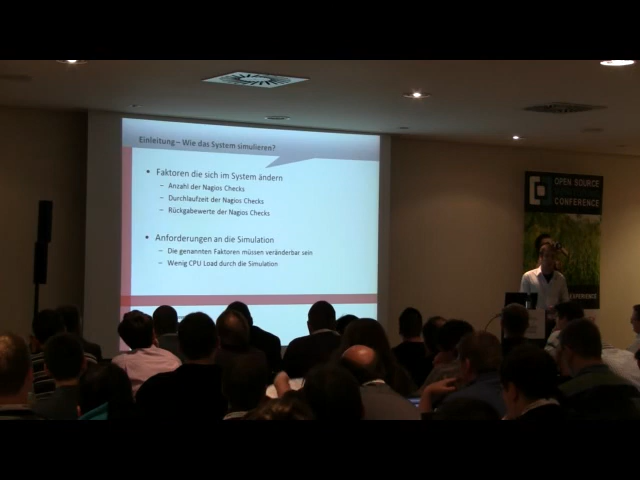 Einleitung – Wie das System simulieren?
• Faktoren die sich im System ändern
– Anzahl der Nagios Checks
– Durchlaufzeit der Nagios Checks
– Rückgabewerte der Nagios Checks
• Anforderungen an die Simulation
– Die genannten Faktoren müssen veränderbar sein
– Wenig CPU Load durch die Simulation
OPEN SOURCE
CONFERENCE